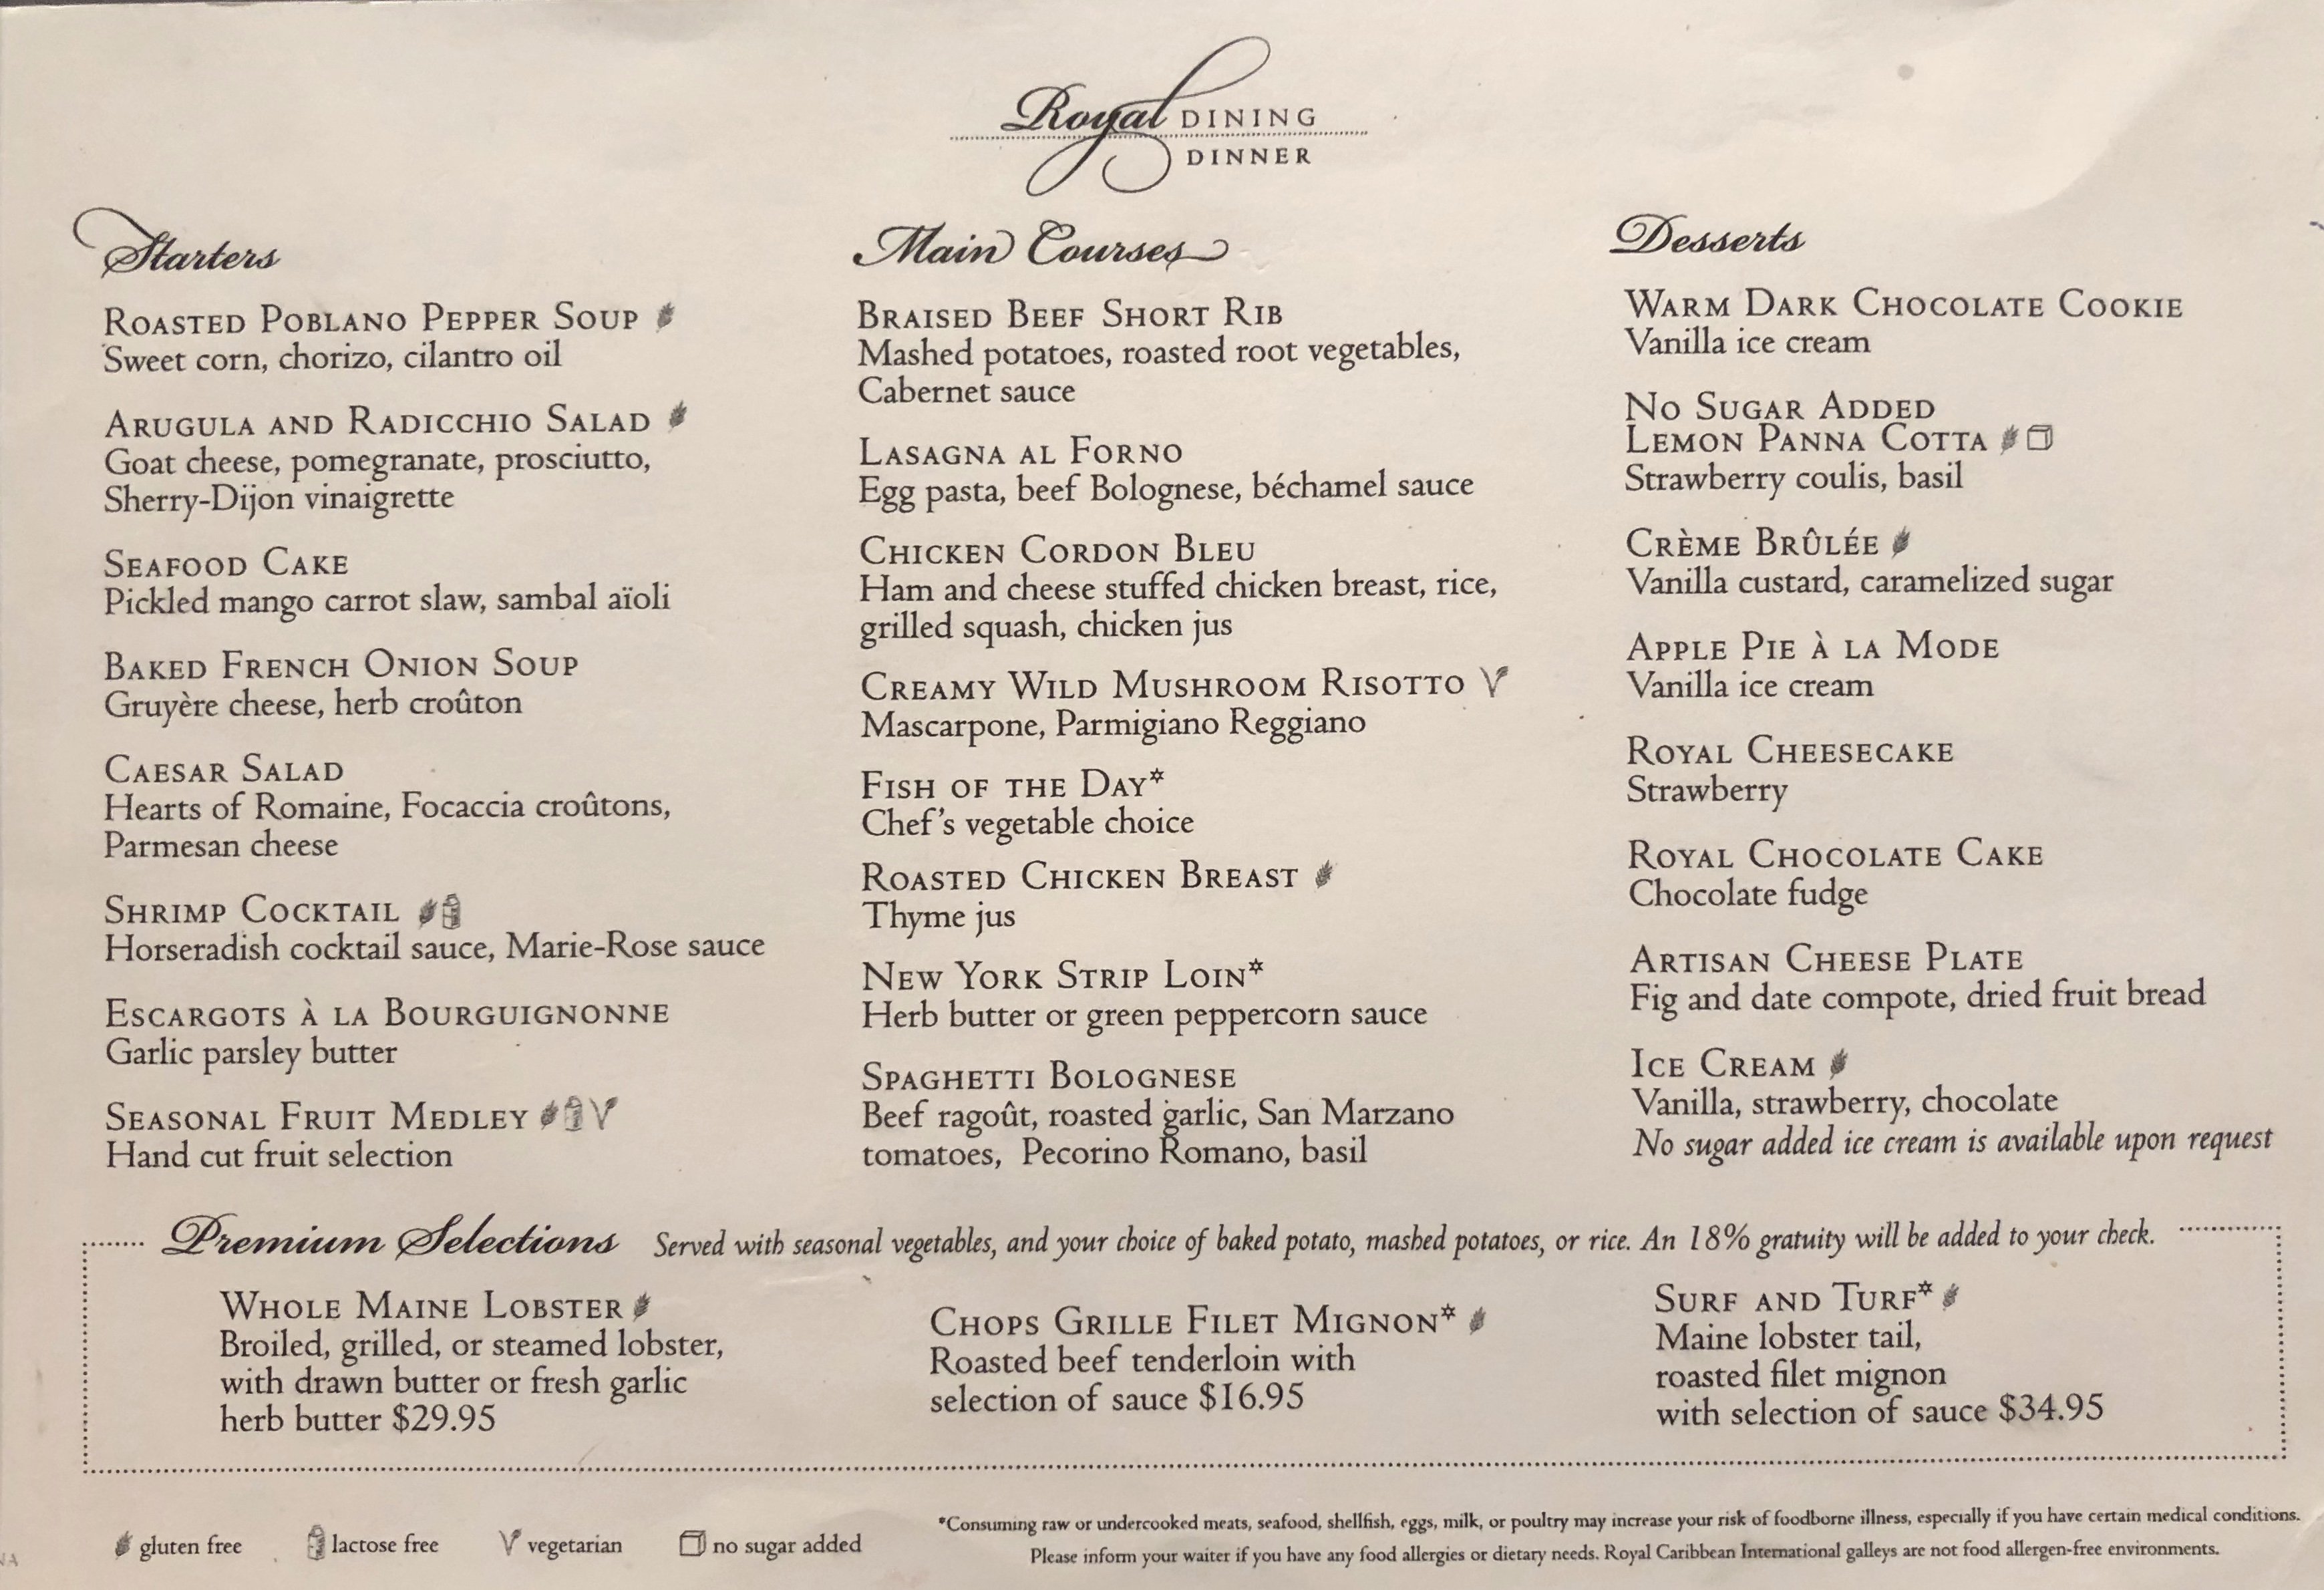 Royal DINING
DINNER
Starters
ROASTED POBLANO PEPPER SOUP
Sweet corn, chorizo, cilantro oil
ARUGULA AND RADICCHIO SALAD
Goat cheese, pomegranate, prosciutto,
Sherry-Dijon vinaigrette
SEAFOOD CAKE
Pickled mango carrot slaw, sambal aïoli
BAKED FRENCH ONION SOUP
Gruyère cheese, herb croûton
CAESAR SALAD
Hearts of Romaine, Focaccia croûtons,
Parmesan cheese
SHRIMP COCKTAIL
Horseradish cocktail sauce, Marie-Rose sauce
ESCARGOTS À LA BOURGUIGNONNE
Garlic parsley butter
SEASONAL FRUIT MEDLEY
Hand cut fruit selection
Main Courses
BRAISED BEEF SHORT RIB
Mashed potatoes, roasted root vegetables,
Cabernet sauce
LASAGNA AL FORNO
Egg pasta, beef Bolognese, béchamel sauce
CHICKEN CORDON BLEU
Ham and cheese stuffed chicken breast, rice,
grilled squash, chicken jus
CREAMY WILD MUSHROOM RISOTTO
Mascarpone, Parmigiano Reggiano
FISH OF THE DAY*
Chef's vegetable choice
ROASTED CHICKEN BREAST
Thyme jus
NEW YORK STRIP LOIN*
Herb butter or green peppercorn sauce
SPAGHETTI BOLOGNESE
Beef ragoût, roasted garlic, San Marzano
tomatoes, Pecorino Romano, basil
Desserts
WARM DARK CHOCOLATE COOKIE
Vanilla ice cream
NO SUGAR ADDED
LEMON PANNA COTTA
Strawberry coulis, basil
CRÈME BRÛLÉE
Vanilla custard, caramelized sugar
APPLE PIE À LA MODE
Vanilla ice cream
ROYAL CHEESECAKE
Strawberry
ROYAL CHOCOLATE CAKE
Chocolate fudge
ARTISAN CHEESE PLATE
Fig and date compote, dried fruit bread
ICE CREAM
Vanilla, strawberry, chocolate
No sugar added ice cream is available upon request
Premium Selections Served with seasonal vegetables, and your choice of baked potato, mashed potatoes, or rice. An 18% gratuity will be added to your check.
WHOLE MAINE LOBSTER
Broiled, grilled, or steamed lobster,
with drawn butter or fresh garlic
herb butter $29.95
CHOPS GRILLE FILET MIGNON*
Roasted beef tenderloin with
selection of sauce $16.95
SURF AND TURF*
Maine lobster tail,
roasted filet mignon
with selection of sauce $34.95
gluten free lactose free vegetarian no sugar added
*Consuming raw or undercooked meats, seafood, shellfish, eggs, milk, or poultry may increase your risk of foodborne illness, especially if you have certain medical conditions.
Please inform your waiter if you have any food allergies or dietary needs. Royal Caribbean International galleys are not food allergen-free environments.